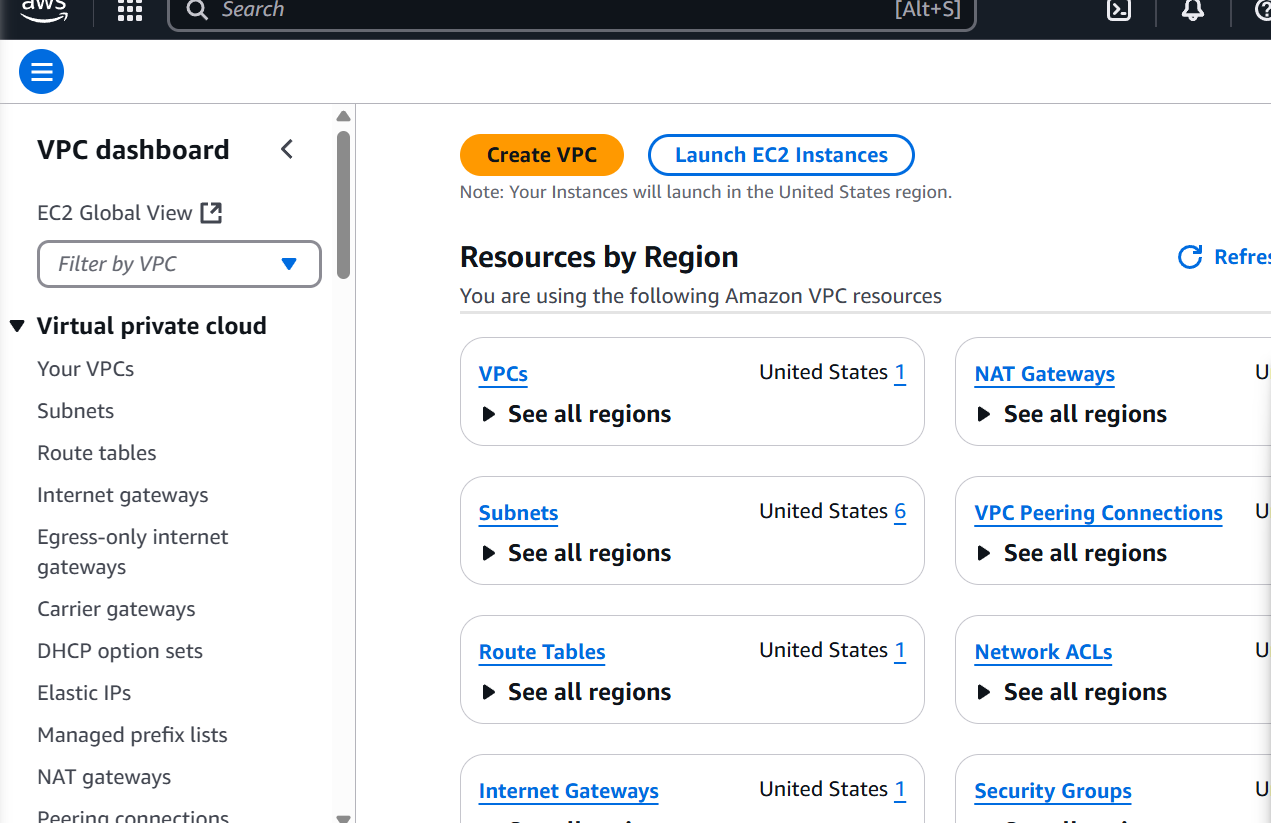 aws
Search
[Alt+S]
VPC dashboard
EC2 Global View
Filter by VPC
Virtual private cloud
Your VPCs
Subnets
Route tables
Internet gateways
Egress-only internet
gateways
Carrier gateways
DHCP option sets
Elastic IPs
Managed prefix lists
NAT gateways
Peering connections
Create VPC
Launch EC2 Instances
Note: Your Instances will launch in the United States region.
Resources by Region
Refres
You are using the following Amazon VPC resources
VPCs United States 1
See all regions
NAT Gateways U
See all regions
Subnets United States 6
See all regions
VPC Peering Connections U
See all regions
Route Tables United States 1
See all regions
Network ACLs U
See all regions
Internet Gateways United States 1
Security Groups U